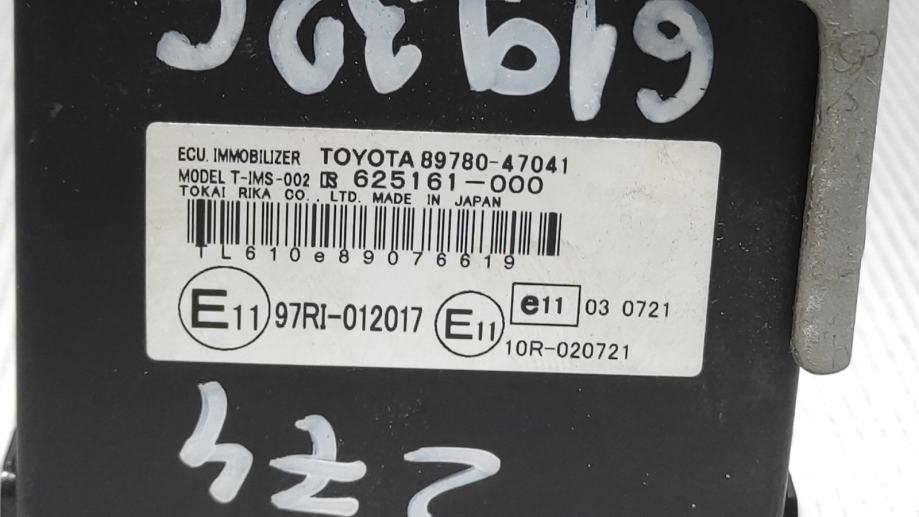 ECU. IMMOBILIZER TOYOTA 89780-47041
MODEL T-IMS-002 625161-000
TOKAI RIKA CO., LTD. MADE IN JAPAN
TL610e89076619
E11 97RI-012017 E11 e11 03 0721
10R-020721